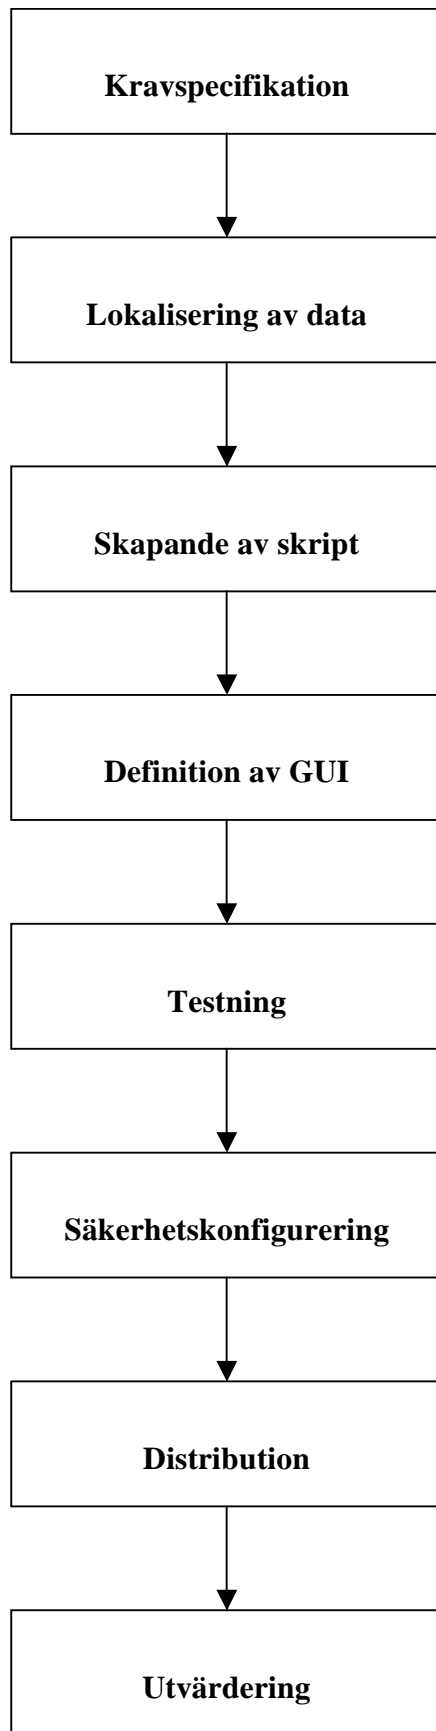 Kravspecifikation
Lokalisering av data
Skapande av skript
Definition av GUI
Testning
Säkerhetskonfigurering
Distribution
Utvärdering